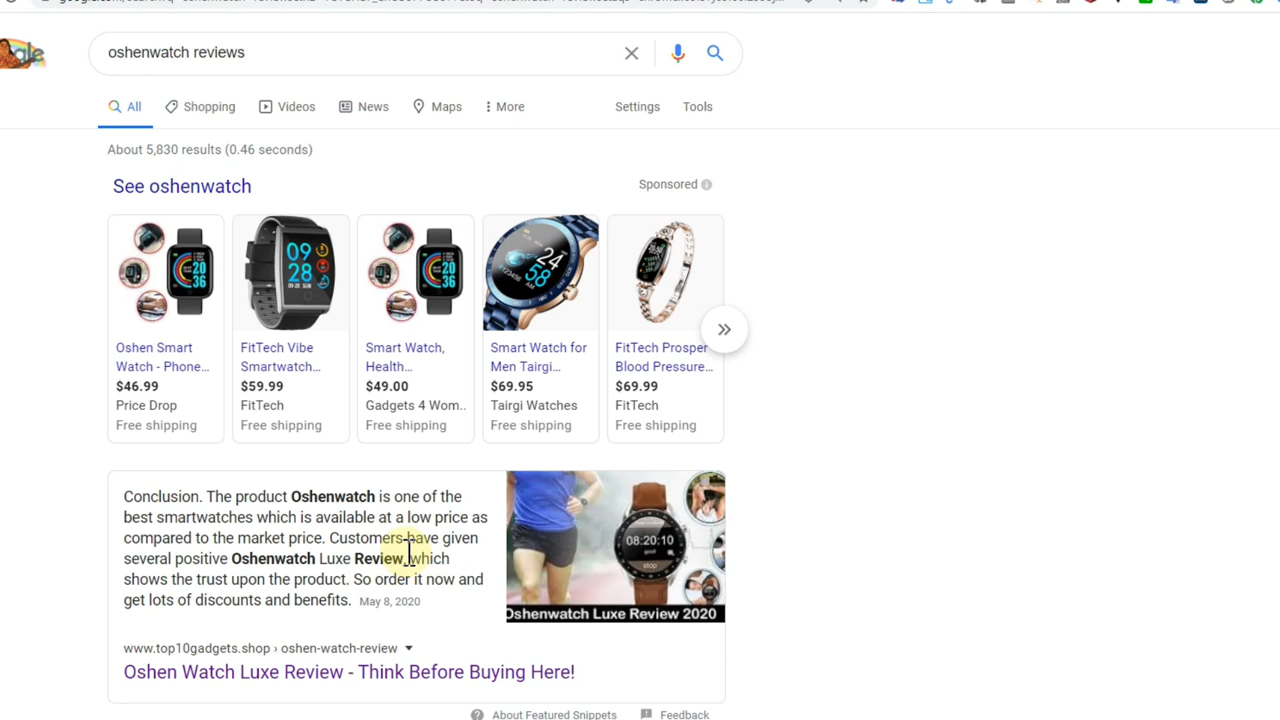 oshenwatch reviews
All
Shopping
Videos
News
Maps
More
Settings
Tools
About 5,830 results (0.46 seconds)
See oshenwatch
Sponsored
Oshen Smart
Watch - Phone...
$46.99
Price Drop
Free shipping
09
28
FitTech Vibe
Smartwatch...
$59.99
FitTech
Free shipping
Smart Watch,
Health...
$49.00
Gadgets 4 Wom..
Free shipping
24
58
Smart Watch for
Men Tairgi...
$69.95
Tairgi Watches
Free shipping
FitTech Prosper
Blood Pressure...
$69.99
FitTech
Free shipping
Conclusion. The product Oshenwatch is one of the
best smartwatches which is available at a low price as
compared to the market price. Customers have given
several positive Oshenwatch Luxe Review, which
shows the trust upon the product. So order it now and
get lots of discounts and benefits. May 8, 2020
08:20:10
stop
Oshenwatch Luxe Review 2020
www.top10gadgets.shop › oshen-watch-review
Oshen Watch Luxe Review - Think Before Buying Here!
About Featured Snippets
Feedback